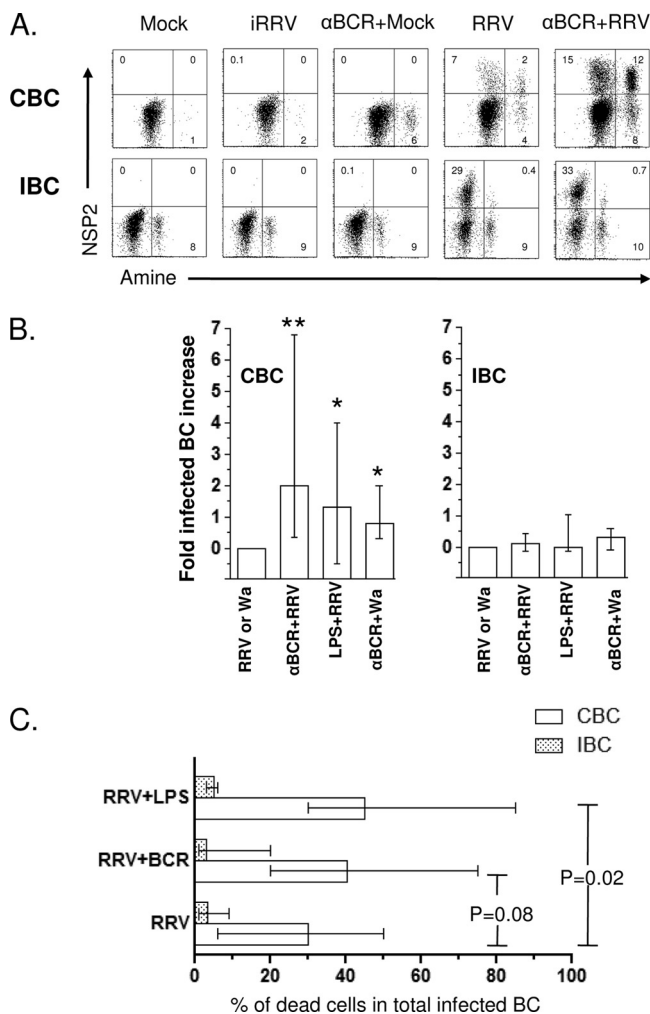 A.
Mock iRRV αBCR+Mock RRV αBCR+RRV
CBC
0 0 1
0.1 0 2
0 0 6
7 2 4
15 12 8
IBC
0 0 8
0 0 9
0.1 0 9
29 0.4 9
33 0.7 10
NSP2
Amine
B.
Fold infected BC increase
7
6
5
4
3
2
1
0
CBC
**
*
*
RRV or Wa
αBCR+RRV
LPS+RRV
αBCR+Wa
7
6
5
4
3
2
1
0
IBC
RRV or Wa
αBCR+RRV
LPS+RRV
αBCR+Wa
C.
CBC
IBC
RRV+LPS
RRV+BCR
RRV
P=0.02
P=0.08
0 20 40 60 80 100
% of dead cells in total infected BC